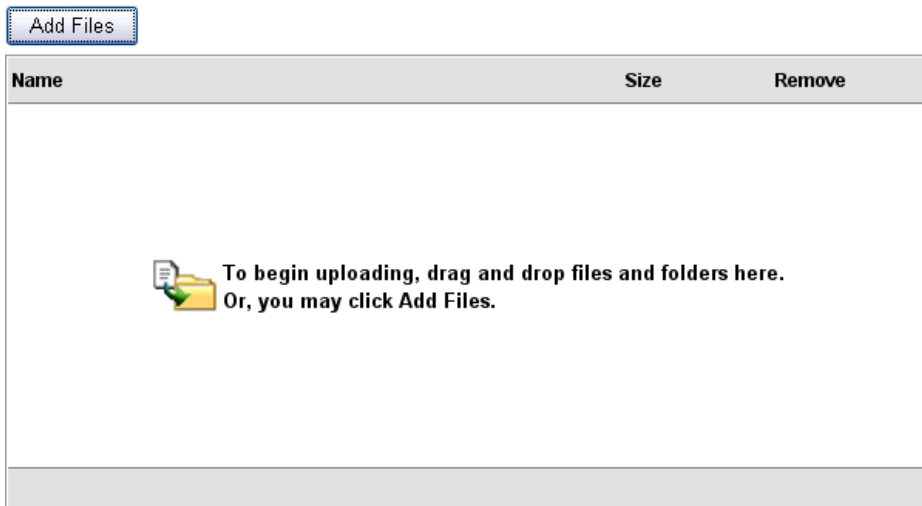 Add Files
Name Size Remove
To begin uploading, drag and drop files and folders here.
Or, you may click Add Files.